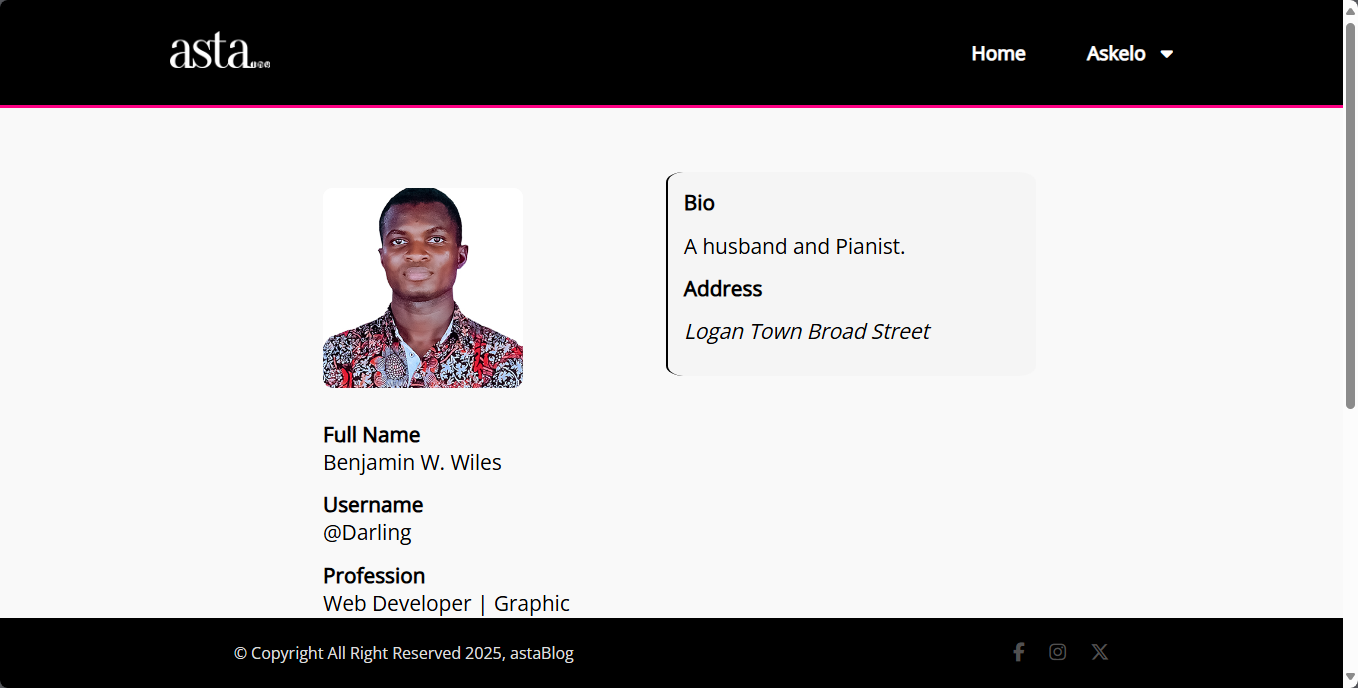 asta...
Home
Askelo
Bio
A husband and Pianist.
Address
Logan Town Broad Street
Full Name
Benjamin W. Wiles
Username
@Darling
Profession
Web Developer | Graphic
© Copyright All Right Reserved 2025, astaBlog